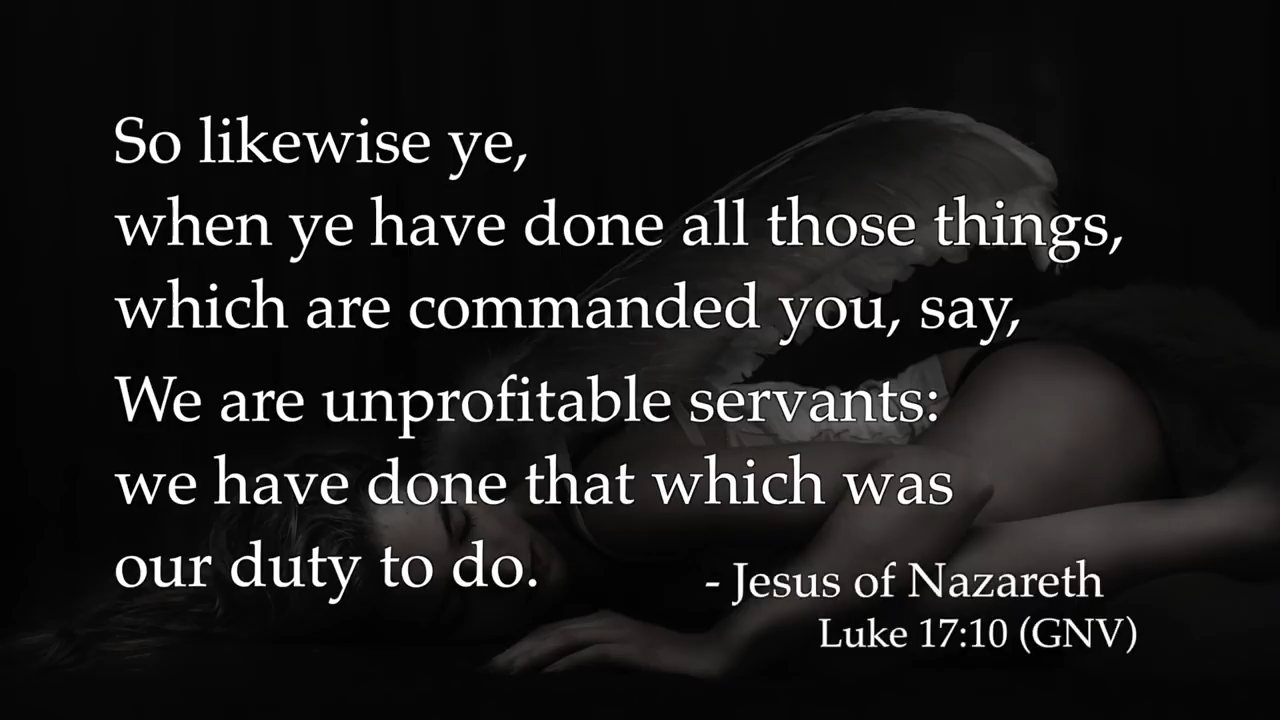 So likewise ye,
when ye have done all those things,
which are commanded you, say,
We are unprofitable servants:
we have done that which was
our duty to do.
- Jesus of Nazareth
Luke 17:10 (GNV)